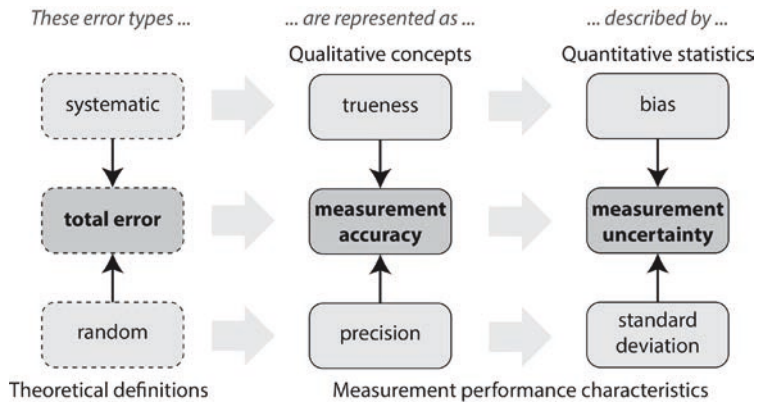 These error types ...
... are represented as ...
... described by ...
Qualitative concepts
Quantitative statistics
systematic
trueness
bias
total error
measurement
accuracy
measurement
uncertainty
random
precision
standard
deviation
Theoretical definitions
Measurement performance characteristics